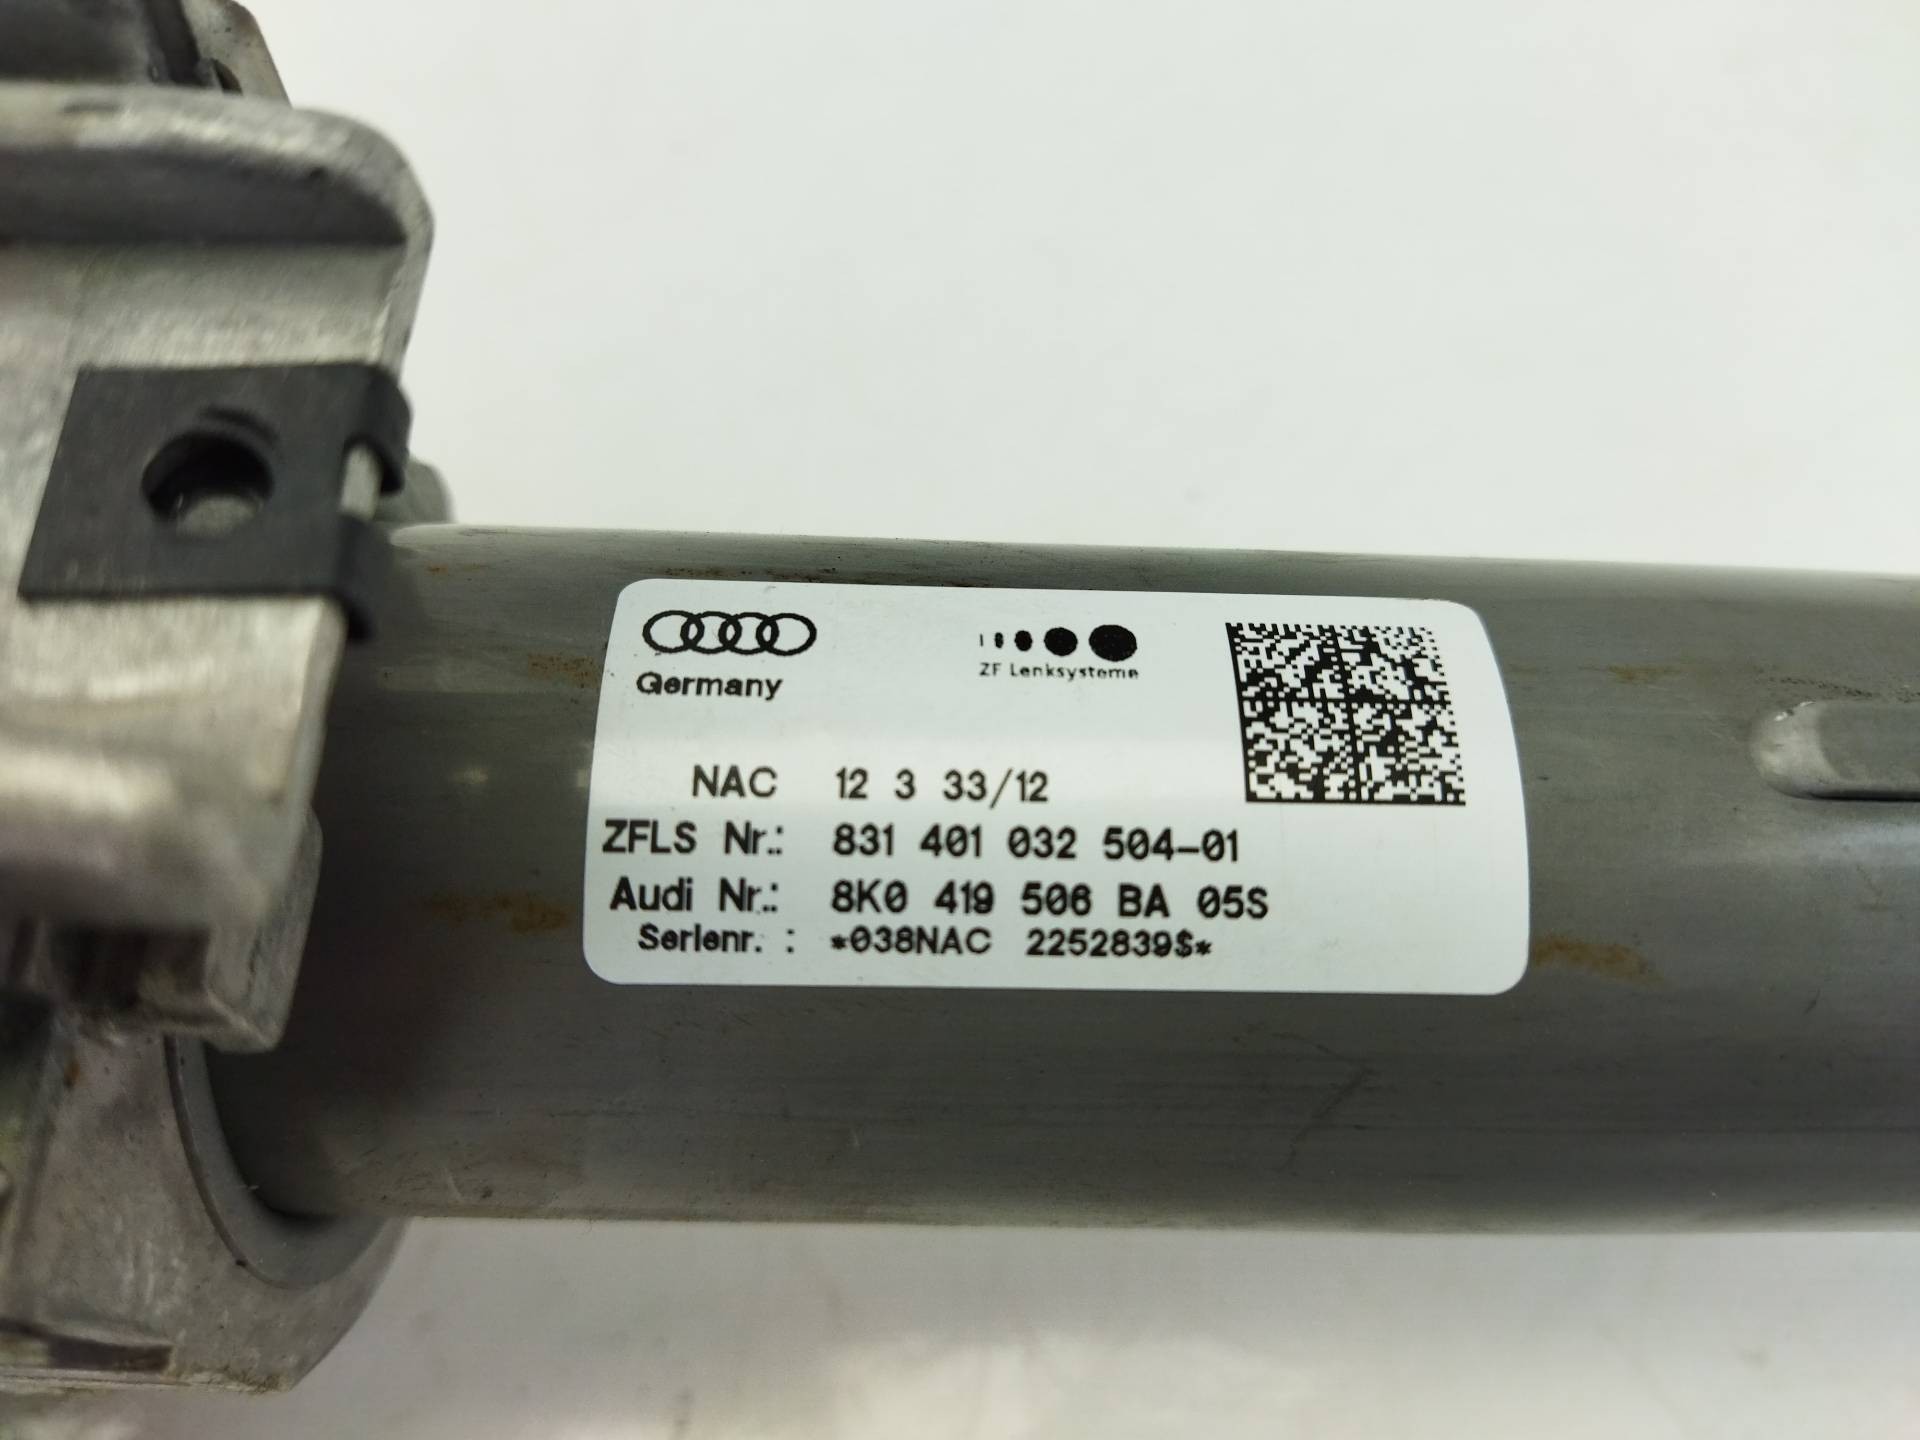 Germany
ZF Lenksysteme
NAC 12 3 33/12
ZFLS Nr.: 831 401 032 504-01
Audi Nr.: 8K0 419 506 BA 05S
Serienr. : *038NAC 2252839$*